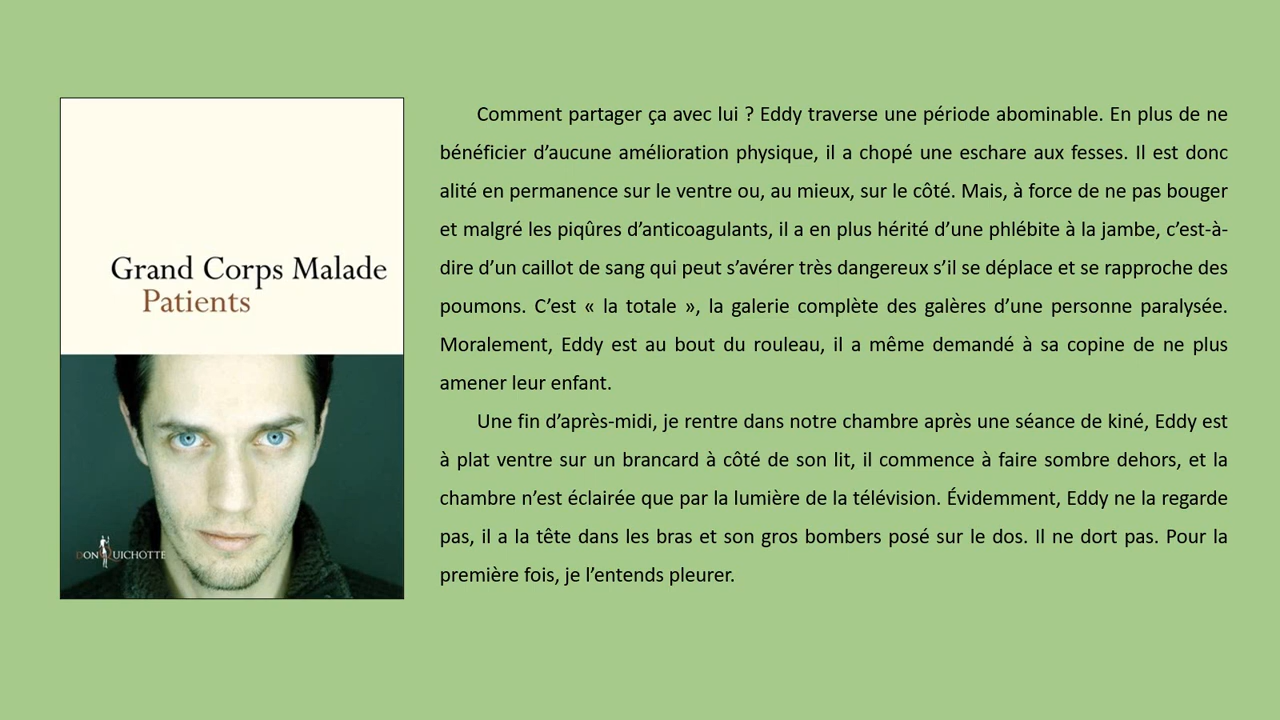 Grand Corps Malade
Patients
DON QUICHOTTE
Comment partager ça avec lui ? Eddy traverse une période abominable. En plus de ne
bénéficier d’aucune amélioration physique, il a chopé une eschare aux fesses. Il est donc
alité en permanence sur le ventre ou, au mieux, sur le côté. Mais, à force de ne pas bouger
et malgré les piqûres d’anticoagulants, il a en plus hérité d’une phlébite à la jambe, c’est-à-
dire d’un caillot de sang qui peut s’avérer très dangereux s’il se déplace et se rapproche des
poumons. C’est « la totale », la galerie complète des galères d’une personne paralysée.
Moralement, Eddy est au bout du rouleau, il a même demandé à sa copine de ne plus
amener leur enfant.
Une fin d’après-midi, je rentre dans notre chambre après une séance de kiné, Eddy est
à plat ventre sur un brancard à côté de son lit, il commence à faire sombre dehors, et la
chambre n’est éclairée que par la lumière de la télévision. Évidemment, Eddy ne la regarde
pas, il a la tête dans les bras et son gros bombers posé sur le dos. Il ne dort pas. Pour la
première fois, je l’entends pleurer.